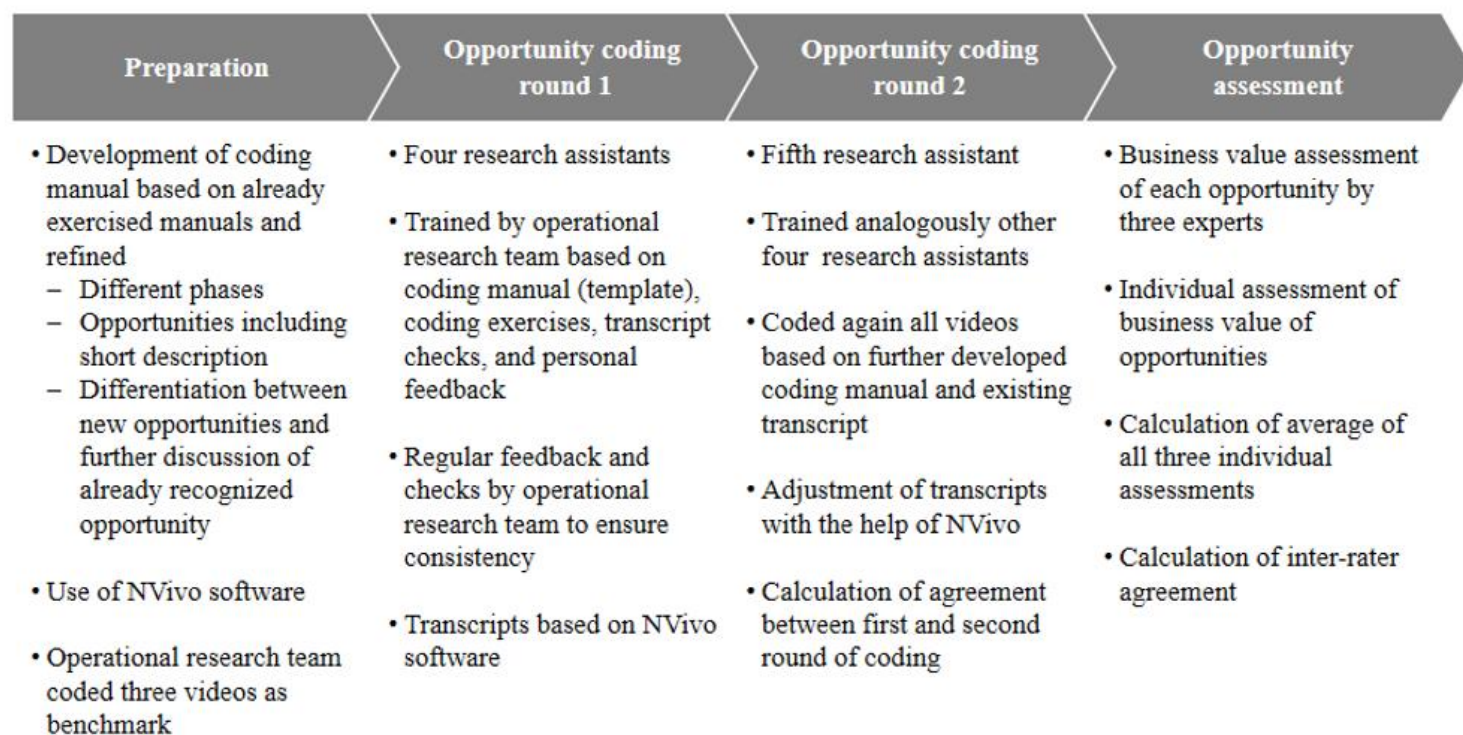 Preparation
Opportunity coding
round 1
Opportunity coding
round 2
Opportunity
assessment
• Development of coding
manual based on already
exercised manuals and
refined
– Different phases
– Opportunities including
short description
– Differentiation between
new opportunities and
further discussion of
already recognized
opportunity
• Use of NVivo software
• Operational research team
coded three videos as
benchmark
• Four research assistants
• Trained by operational
research team based on
coding manual (template),
coding exercises, transcript
checks, and personal
feedback
• Regular feedback and
checks by operational
research team to ensure
consistency
• Transcripts based on NVivo
software
• Fifth research assistant
• Trained analogously other
four research assistants
• Coded again all videos
based on further developed
coding manual and existing
transcript
• Adjustment of transcripts
with the help of NVivo
• Calculation of agreement
between first and second
round of coding
• Business value assessment
of each opportunity by
three experts
• Individual assessment of
business value of
opportunities
• Calculation of average of
all three individual
assessments
• Calculation of inter-rater
agreement